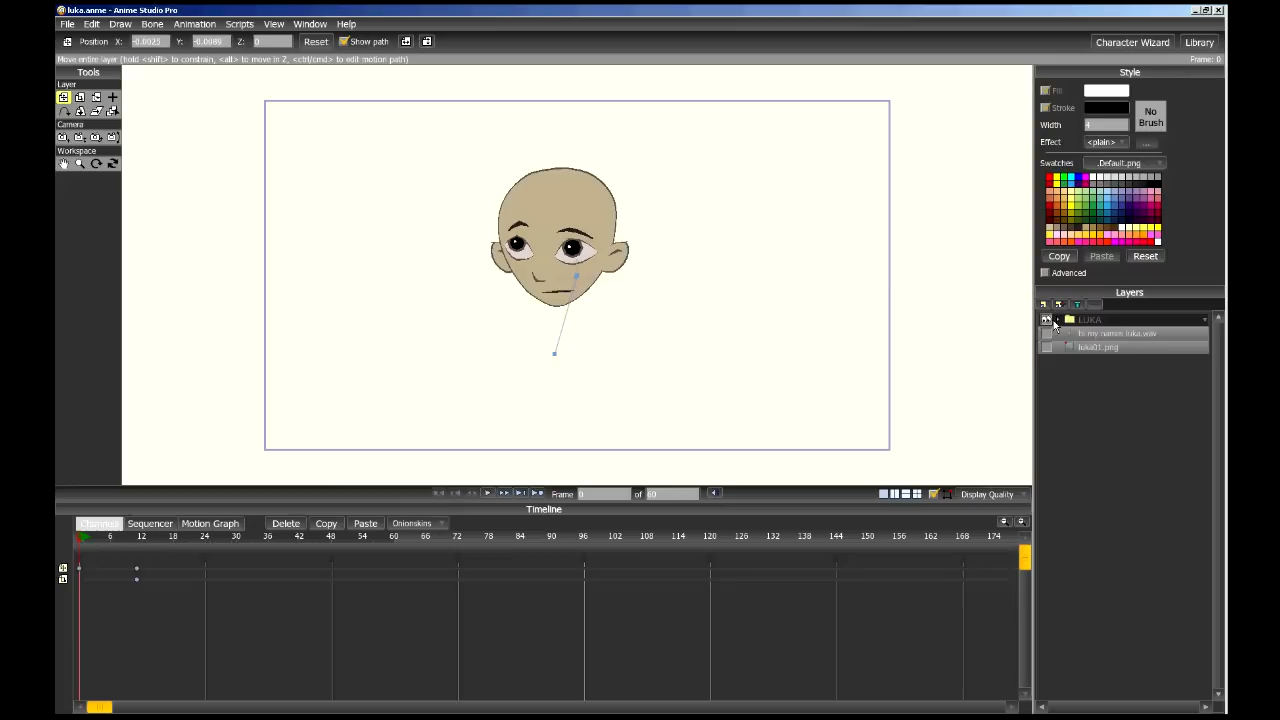 luka.anme - Anime Studio Pro
File Edit Draw Bone Animation Scripts View Window Help
Position X: -0.0025 Y: -0.0089 Z: 0 Reset Show path Character Wizard Library
Move entire layer (hold <shift> to constrain, <alt> to move in Z, <ctrl/cmd> to edit motion path) Frame: 0
Tools
Layer
Camera
Workspace
Style
Fill
Stroke
No Brush
Width 4
Effect <plain> ...
Swatches .Default.png
Copy Paste Reset
Advanced
Layers
LUKA
luka01.png
Frame 0 of 60 Display Quality
Timeline
Channels Sequencer Motion Graph Delete Copy Paste Onionskins
6 12 18 24 30 36 42 48 54 60 66 72 78 84 90 96 102 108 114 120 126 132 138 144 150 156 162 168 174